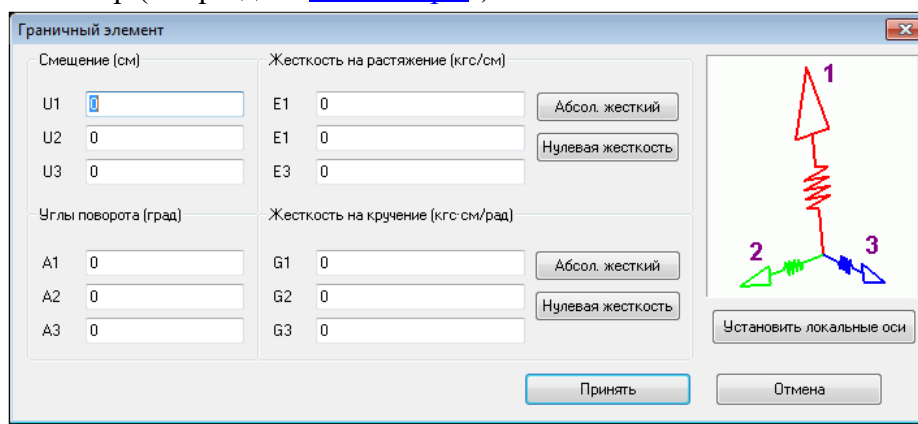 Граничный элемент
Смещение (см)
Жесткость на растяжение (кгс/см)
U1 0
E1 0
Абсол. жесткий
U2 0
E1 0
Нулевая жесткость
U3 0
E3 0
Углы поворота (град)
Жесткость на кручение (кгс·см/рад)
A1 0
G1 0
Абсол. жесткий
A2 0
G2 0
Нулевая жесткость
A3 0
G3 0
1
2
3
Установить локальные оси
Принять
Отмена